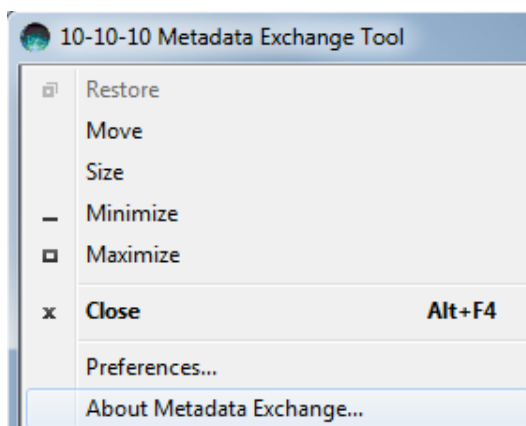 10-10-10 Metadata Exchange Tool
Restore
Move
Size
Minimize
Maximize
Close Alt+F4
Preferences...
About Metadata Exchange...